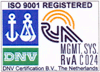 ISO 9001 REGISTERED
DNV
MGMT. SYS.
RvA C024
DNV Certification B.V., The Netherlands